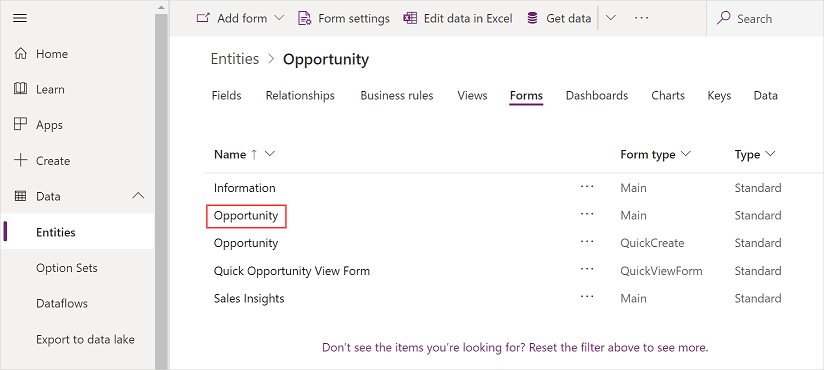 Add form Form settings Edit data in Excel Get data ... Search
Home
Learn
Apps
Create
Data
Entities
Option Sets
Dataflows
Export to data lake
Entities > Opportunity
Fields Relationships Business rules Views Forms Dashboards Charts Keys Data
Name ↑ Form type Type
Information ... Main Standard
Opportunity ... Main Standard
Opportunity ... QuickCreate Standard
Quick Opportunity View Form ... QuickViewForm Standard
Sales Insights ... Main Standard
Don't see the items you're looking for? Reset the filter above to see more.